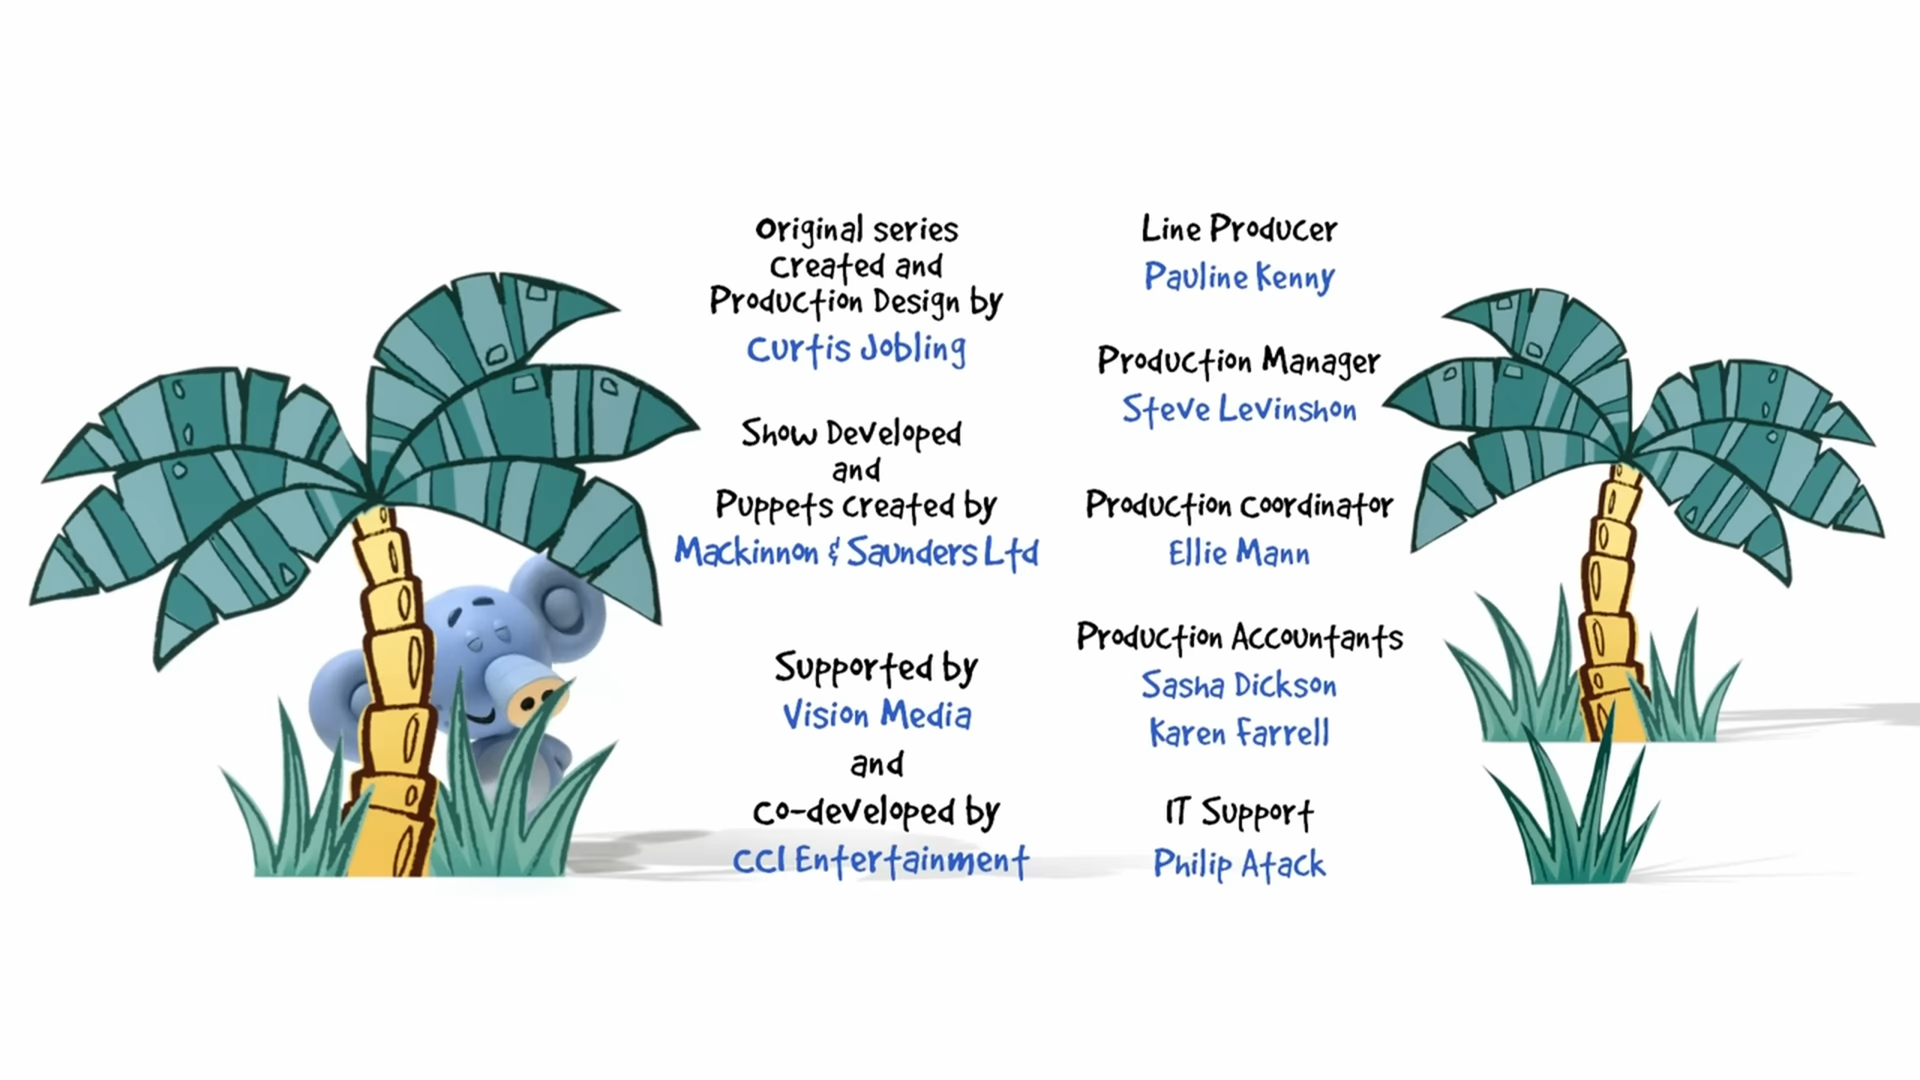 Original series
Created and
Production Design by
Curtis Jobling
Show Developed
and
Puppets created by
Mackinnon & Saunders Ltd
Supported by
Vision Media
and
Co-developed by
CCI Entertainment
Line Producer
Pauline Kenny
Production Manager
Steve Levinshon
Production Coordinator
Ellie Mann
Production Accountants
Sasha Dickson
Karen Farrell
IT Support
Philip Atack